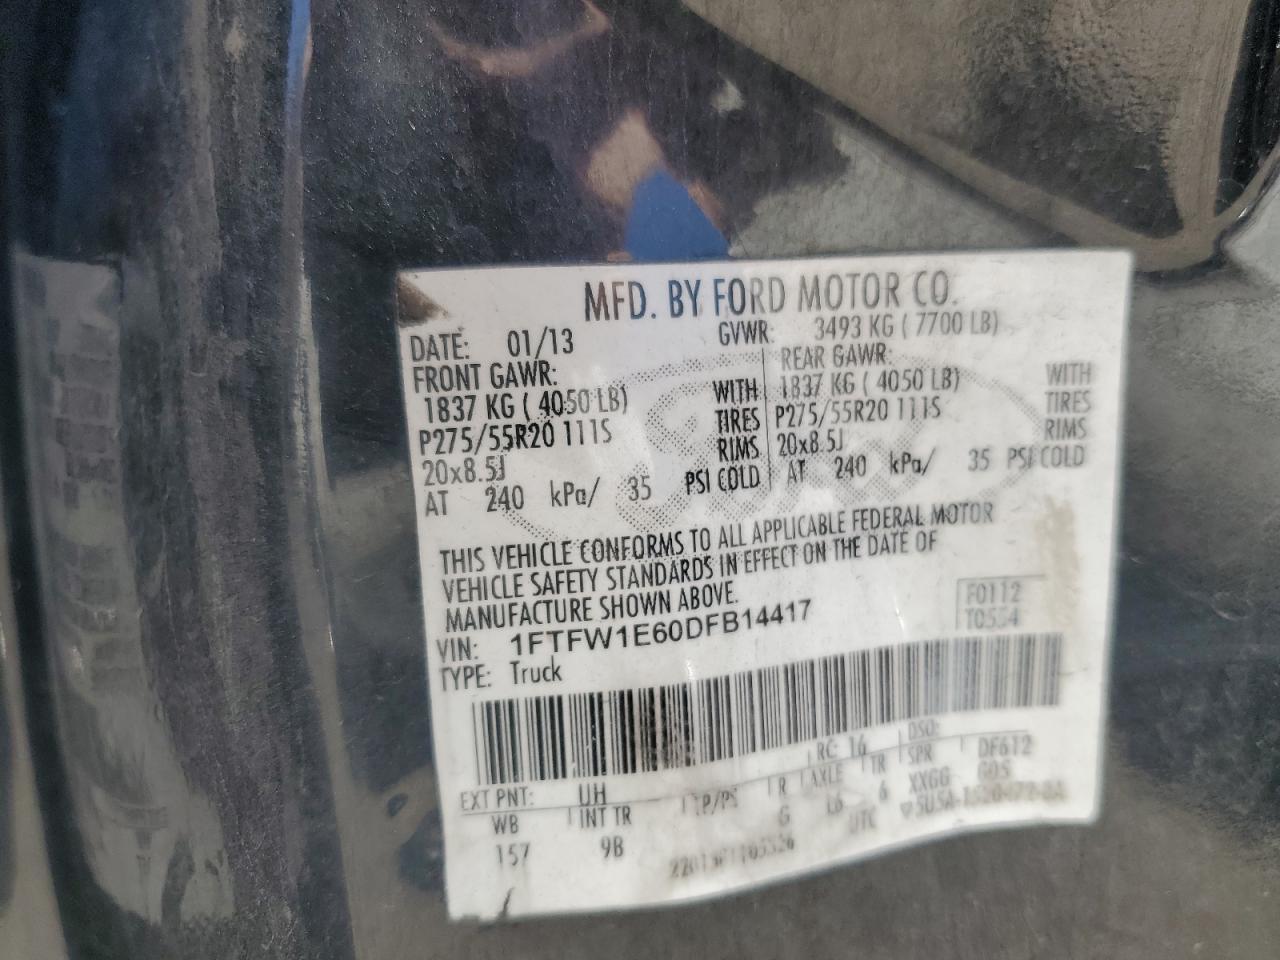 MFD. BY FORD MOTOR CO.
DATE: 01/13 GVWR: 3493 KG ( 7700 LB)
FRONT GAWR: REAR GAWR:
1837 KG ( 4050 LB) WITH 1837 KG ( 4050 LB) WITH
P275/55R20 111S TIRES P275/55R20 111S TIRES
20x8.5J RIMS 20x8.5J RIMS
AT 240 kPa/ 35 PSI COLD AT 240 kPa/ 35 PSI COLD
THIS VEHICLE CONFORMS TO ALL APPLICABLE FEDERAL MOTOR
VEHICLE SAFETY STANDARDS IN EFFECT ON THE DATE OF
MANUFACTURE SHOWN ABOVE.
F0112
T0554
VIN: 1FTFW1E60DFB14417
TYPE: Truck
EXT PNT: UH RC: 16 DSO:
WB INT TR TP/PS R AXLE TR SPR DF612
157 9B G L6 6 XXGG
UTC